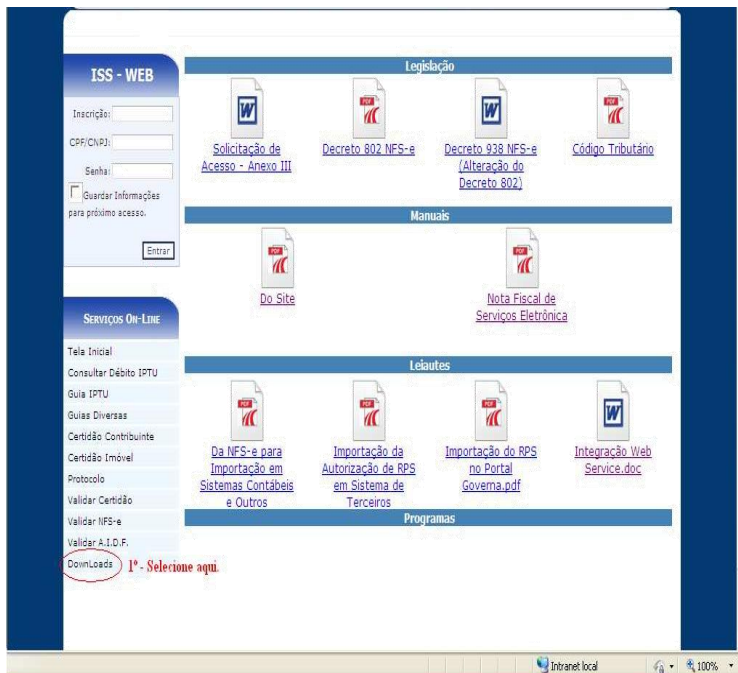 ISS - WEB
Inscrição:
CPF/CNPJ:
Senha:
Guardar Informações
para próximo acesso.
Entrar
SERVIÇOS ON-LINE
Tela Inicial
Consultar Débito IPTU
Guia IPTU
Guias Diversas
Certidão Contribuinte
Certidão Imóvel
Protocolo
Validar Certidão
Validar NFS-e
Validar A.I.D.F.
DownLoads
1º - Selecione aqui.
Legislação
Solicitação de
Acesso - Anexo III
Decreto 802 NFS-e
Decreto 938 NFS-e
(Alteração do
Decreto 802)
Código Tributário
Manuais
Do Site
Nota Fiscal de
Serviços Eletrônica
Leiautes
Da NFS-e para
Importação em
Sistemas Contábeis
e Outros
Importação da
Autorização de RPS
em Sistema de
Terceiros
Importação do RPS
no Portal
Governa.pdf
Integração Web
Service.doc
Programas
Intranet local
100%